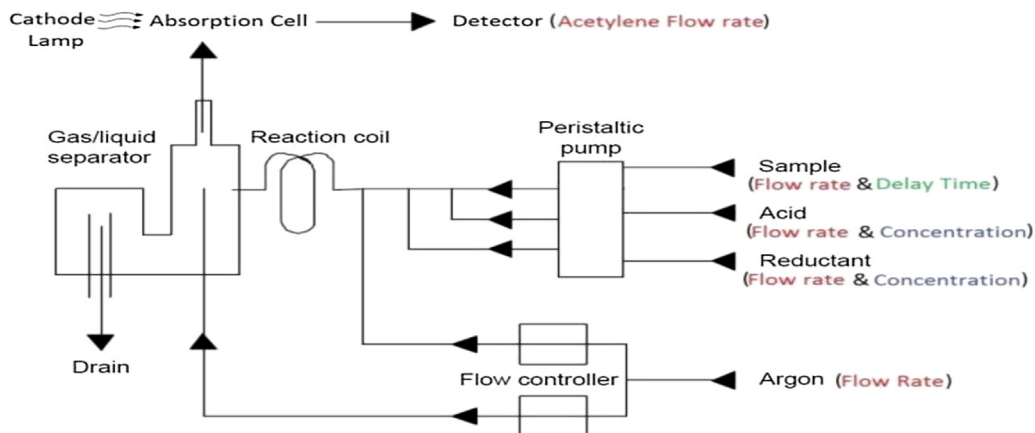 Cathode Lamp
Absorption Cell
Detector (Acetylene Flow rate)
Gas/liquid separator
Reaction coil
Peristaltic pump
Sample
(Flow rate & Delay Time)
Acid
(Flow rate & Concentration)
Reductant
(Flow rate & Concentration)
Drain
Flow controller
Argon (Flow Rate)